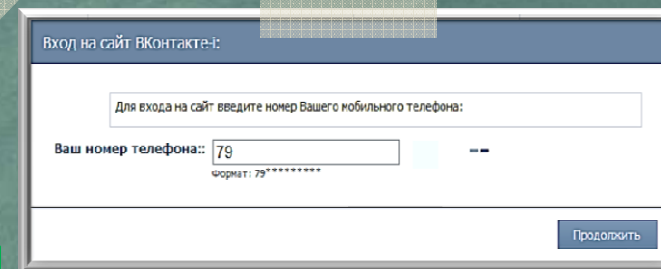 Вход на сайт ВКонтакте-i:
Для входа на сайт введите номер Вашего мобильного телефона:
Ваш номер телефона:: 79
Формат: 79*********
Продолжить